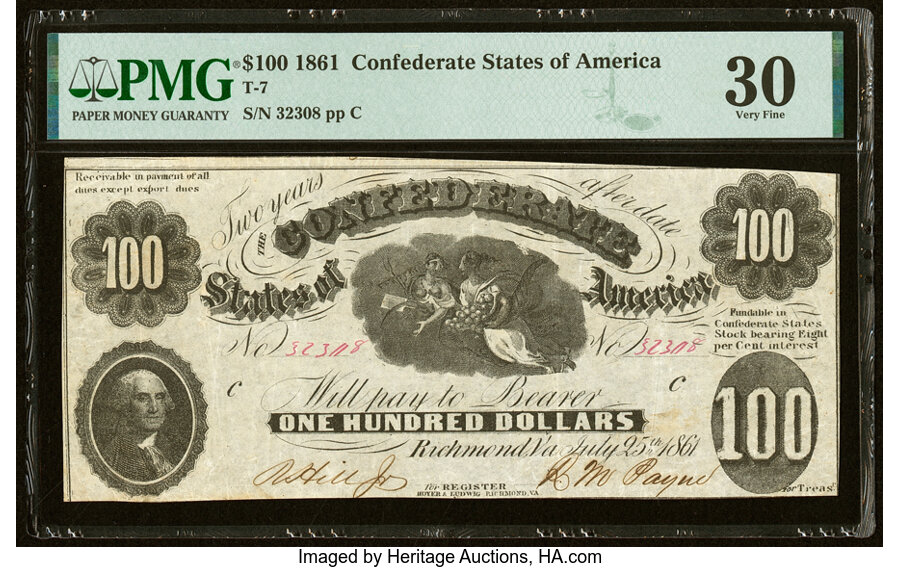 PMG
PAPER MONEY GUARANTY
$100 1861 Confederate States of America
T-7
S/N 32308 pp C
30
Very Fine
Receivable in payment of all
dues except export dues
Two years after date
THE CONFEDERATE
States of America
100
100
Fundable in
Confederate States
Stock bearing Eight
per Cent interest
No 32308
No 32308
C
C
Will pay to Bearer
ONE HUNDRED DOLLARS
Richmond Va July 25th 1861
100
R Hill Jr
R M Payne
for REGISTER
for Treasr
HOYER & LUDWIG RICHMOND, VA
Imaged by Heritage Auctions, HA.com